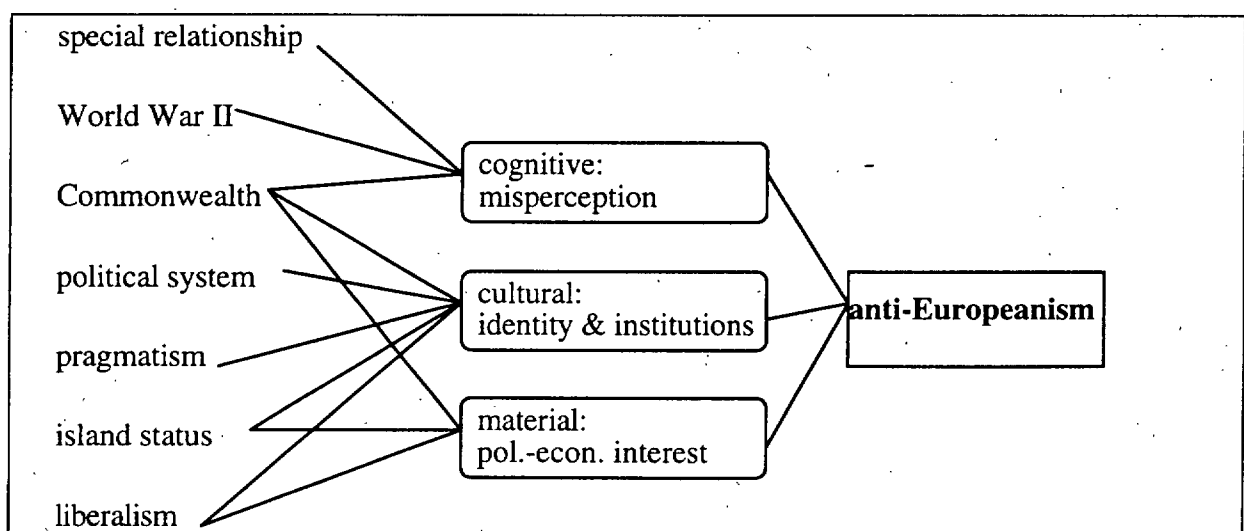 special relationship
World War II
Commonwealth
political system
pragmatism
island status
liberalism
cognitive:
misperception
cultural:
identity & institutions
material:
pol.-econ. interest
anti-Europeanism